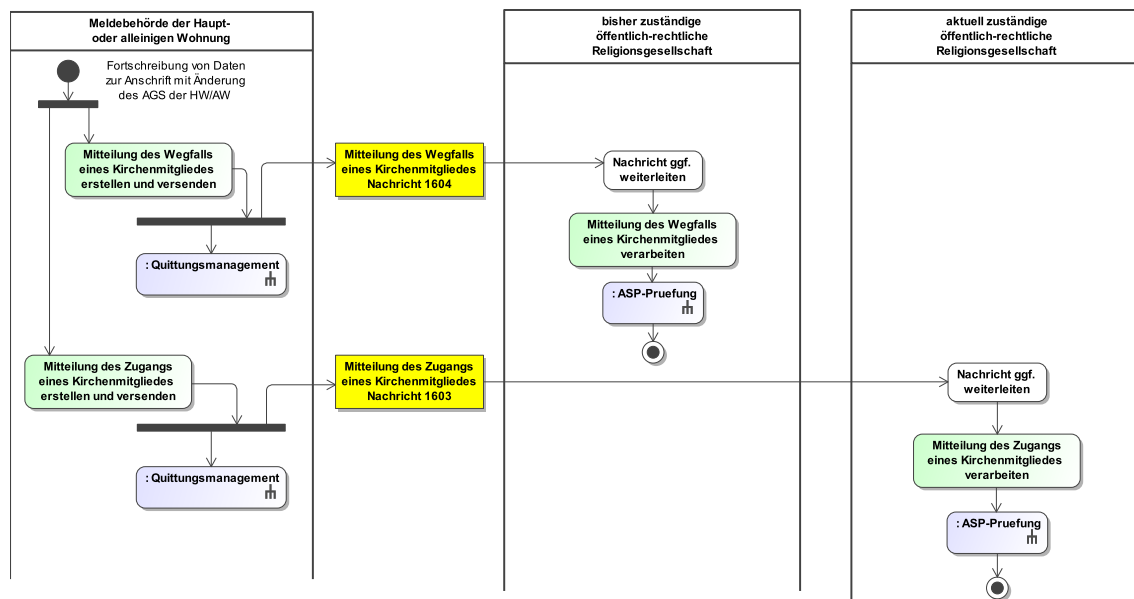 Meldebehörde der Haupt-
oder alleinigen Wohnung
bisher zuständige
öffentlich-rechtliche
Religionsgesellschaft
aktuell zuständige
öffentlich-rechtliche
Religionsgesellschaft
Fortschreibung von Daten
zur Anschrift mit Änderung
des AGS der HW/AW
Mitteilung des Wegfalls
eines Kirchenmitgliedes
erstellen und versenden
Mitteilung des Wegfalls
eines Kirchenmitgliedes
Nachricht 1604
Nachricht ggf.
weiterleiten
Mitteilung des Wegfalls
eines Kirchenmitgliedes
verarbeiten
: Quittungsmanagement
: ASP-Pruefung
Mitteilung des Zugangs
eines Kirchenmitgliedes
erstellen und versenden
Mitteilung des Zugangs
eines Kirchenmitgliedes
Nachricht 1603
Nachricht ggf.
weiterleiten
Mitteilung des Zugangs
eines Kirchenmitgliedes
verarbeiten
: Quittungsmanagement
: ASP-Pruefung